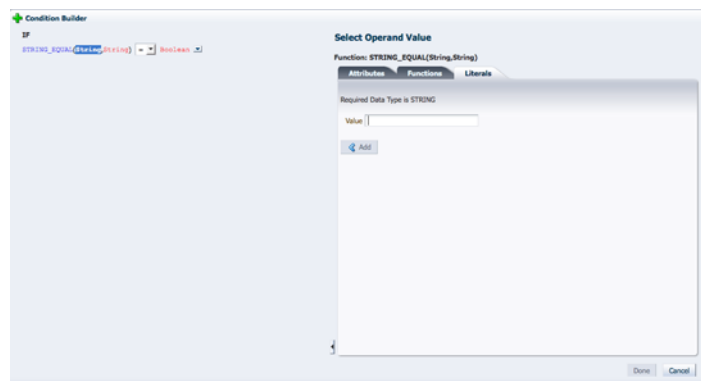 Condition Builder
IF
STRING_EQUAL(String,String) = Boolean
Select Operand Value
Function: STRING_EQUAL(String,String)
Attributes Functions Literals
Required Data Type is STRING
Value
Add
Done Cancel